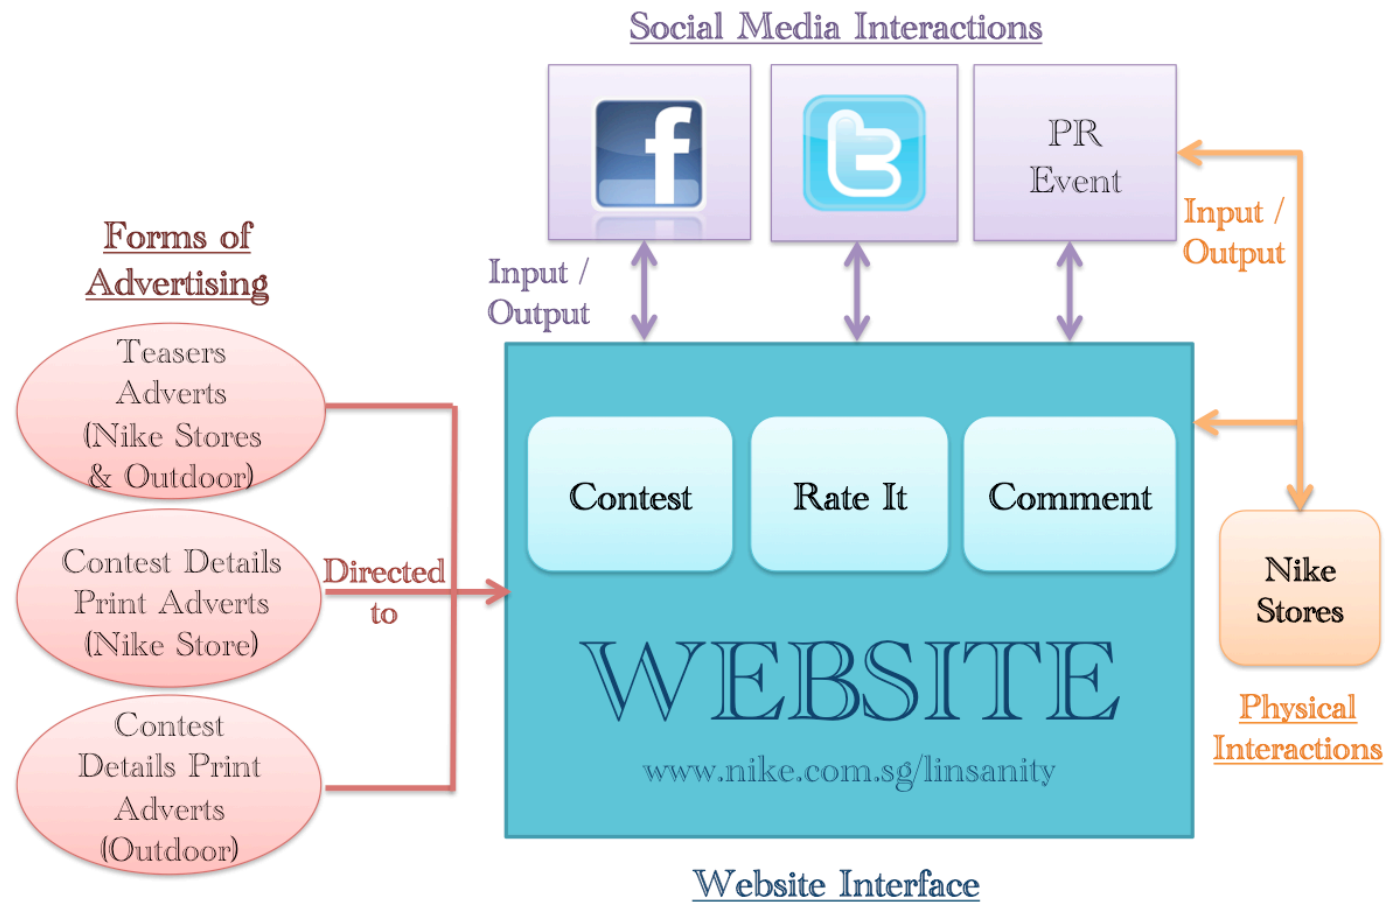 Social Media Interactions
f
t
PR
Event
Input /
Output
Input /
Output
Forms of
Advertising
Teasers
Adverts
(Nike Stores
& Outdoor)
Contest Details
Print Adverts
(Nike Store)
Contest
Details Print
Adverts
(Outdoor)
Directed
to
Contest
Rate It
Comment
WEBSITE
www.nike.com.sg/linsanity
Nike
Stores
Physical
Interactions
Website Interface